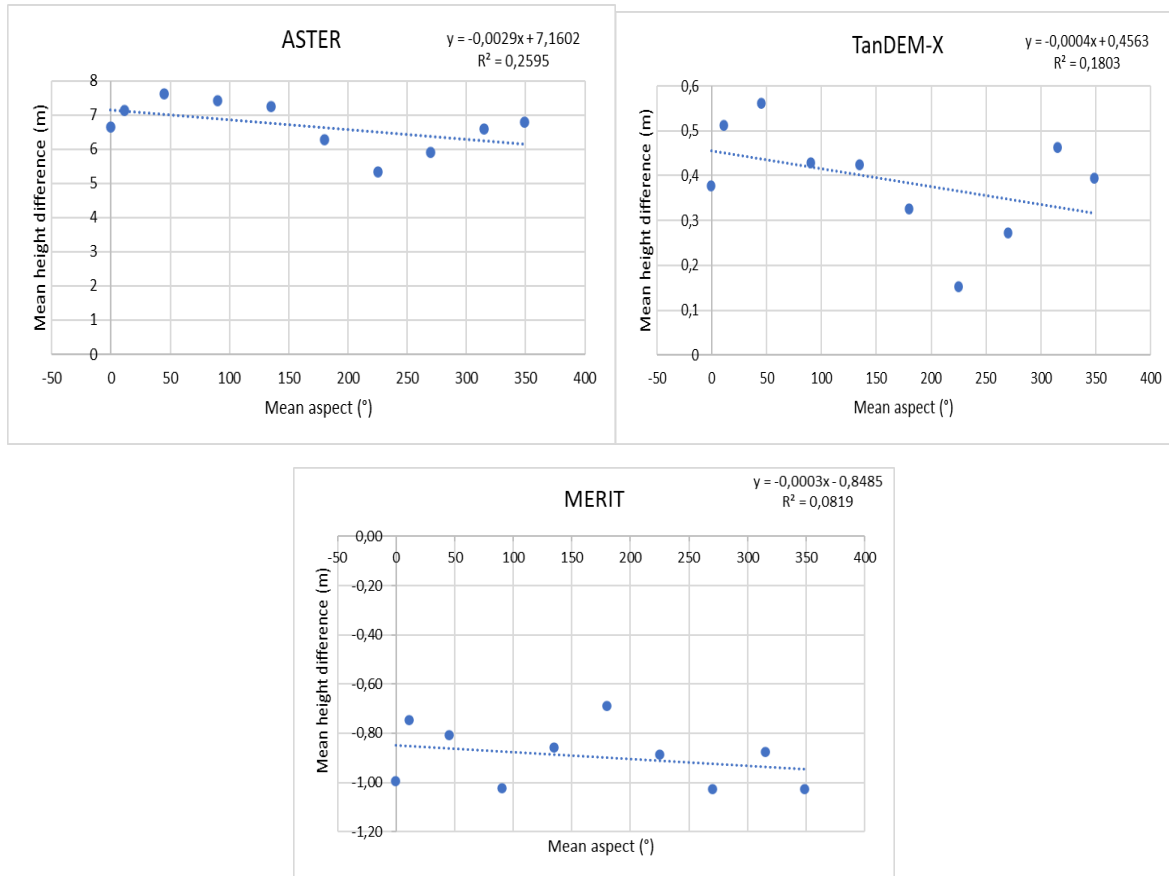 ASTER
y = -0,0029x + 7,1602
R² = 0,2595
Mean height difference (m)
8
7
6
5
4
3
2
1
0
-50 0 50 100 150 200 250 300 350 400
Mean aspect (°)
TanDEM-X
y = -0,0004x + 0,4563
R² = 0,1803
Mean height difference (m)
0,6
0,5
0,4
0,3
0,2
0,1
0
-50 0 50 100 150 200 250 300 350 400
Mean aspect (°)
MERIT
y = -0,0003x - 0,8485
R² = 0,0819
Mean height difference (m)
0,00
-50 0 50 100 150 200 250 300 350 400
-0,20
-0,40
-0,60
-0,80
-1,00
-1,20
Mean aspect (°)